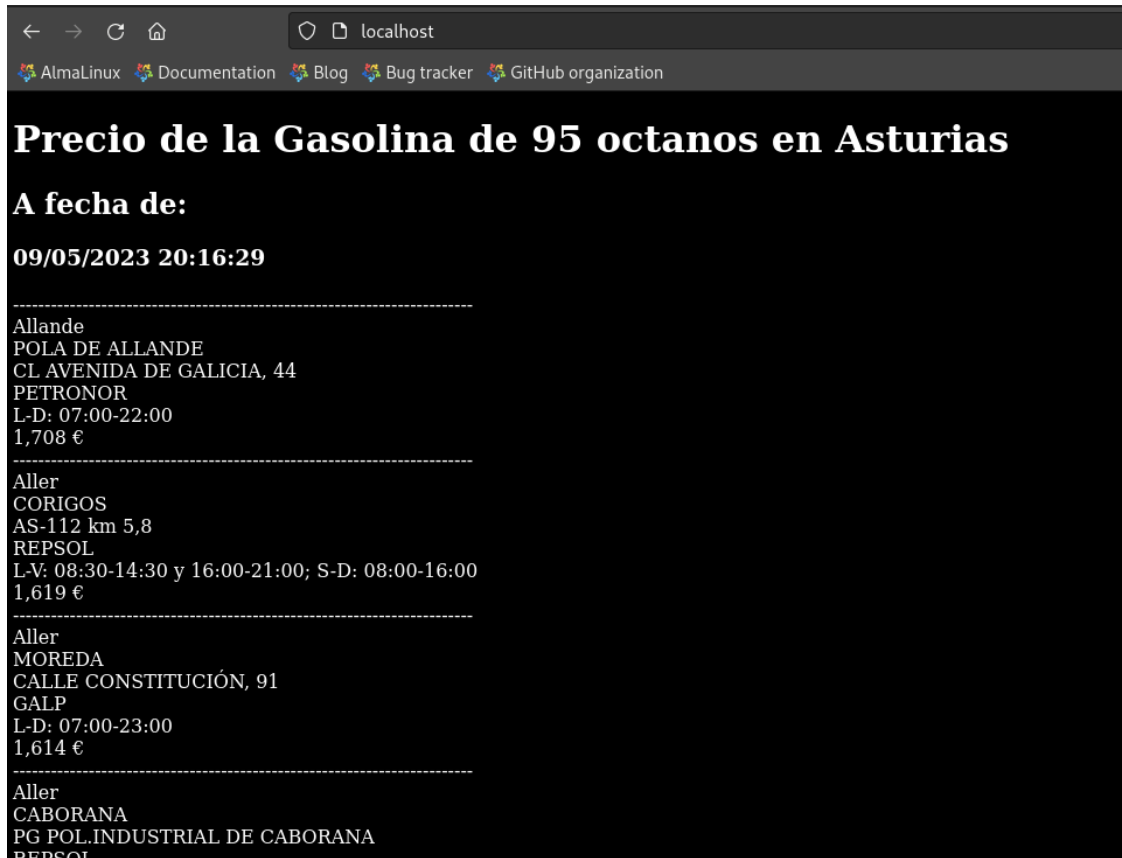 localhost
AlmaLinux Documentation Blog Bug tracker GitHub organization
Precio de la Gasolina de 95 octanos en Asturias
A fecha de:
09/05/2023 20:16:29
--------------------------------------------------------------------------
Allande
POLA DE ALLANDE
CL AVENIDA DE GALICIA, 44
PETRONOR
L-D: 07:00-22:00
1,708 €
--------------------------------------------------------------------------
Aller
CORIGOS
AS-112 km 5,8
REPSOL
L-V: 08:30-14:30 y 16:00-21:00; S-D: 08:00-16:00
1,619 €
--------------------------------------------------------------------------
Aller
MOREDA
CALLE CONSTITUCIÓN, 91
GALP
L-D: 07:00-23:00
1,614 €
--------------------------------------------------------------------------
Aller
CABORANA
PG POL.INDUSTRIAL DE CABORANA
REPSOL